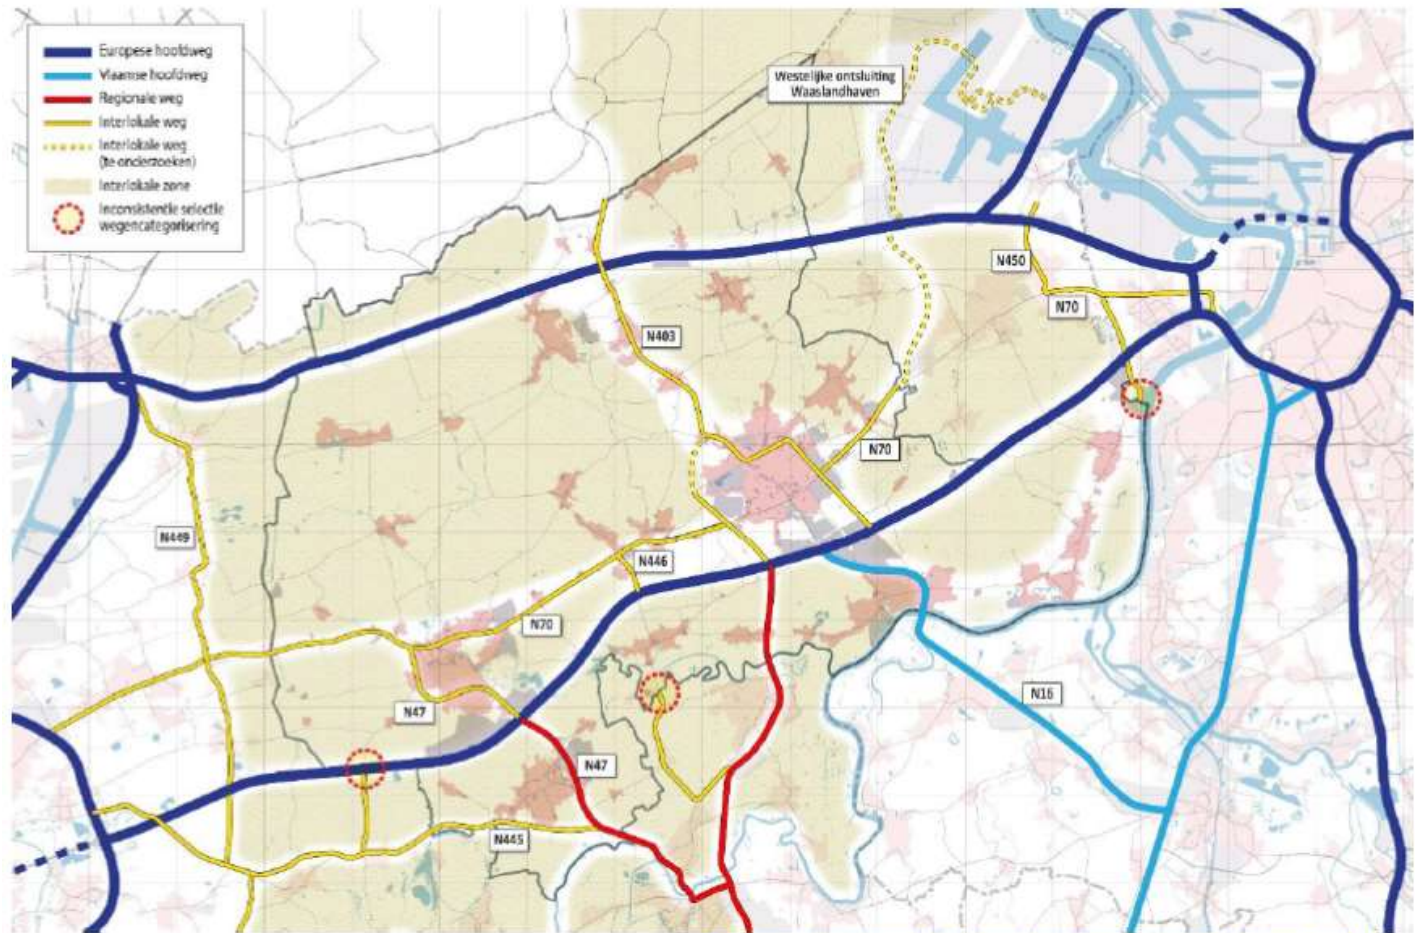 Europese hoofdweg
Vlaamse hoofdweg
Regionale weg
Interlokale weg
Interlokale weg
(te onderzoeken)
Interlokale zone
Inconsistentie selectie
wegencategorisering
Westelijke ontsluiting
Waaslandhaven
N450
N70
N403
N70
N449
N446
N70
N16
N47
N47
N445